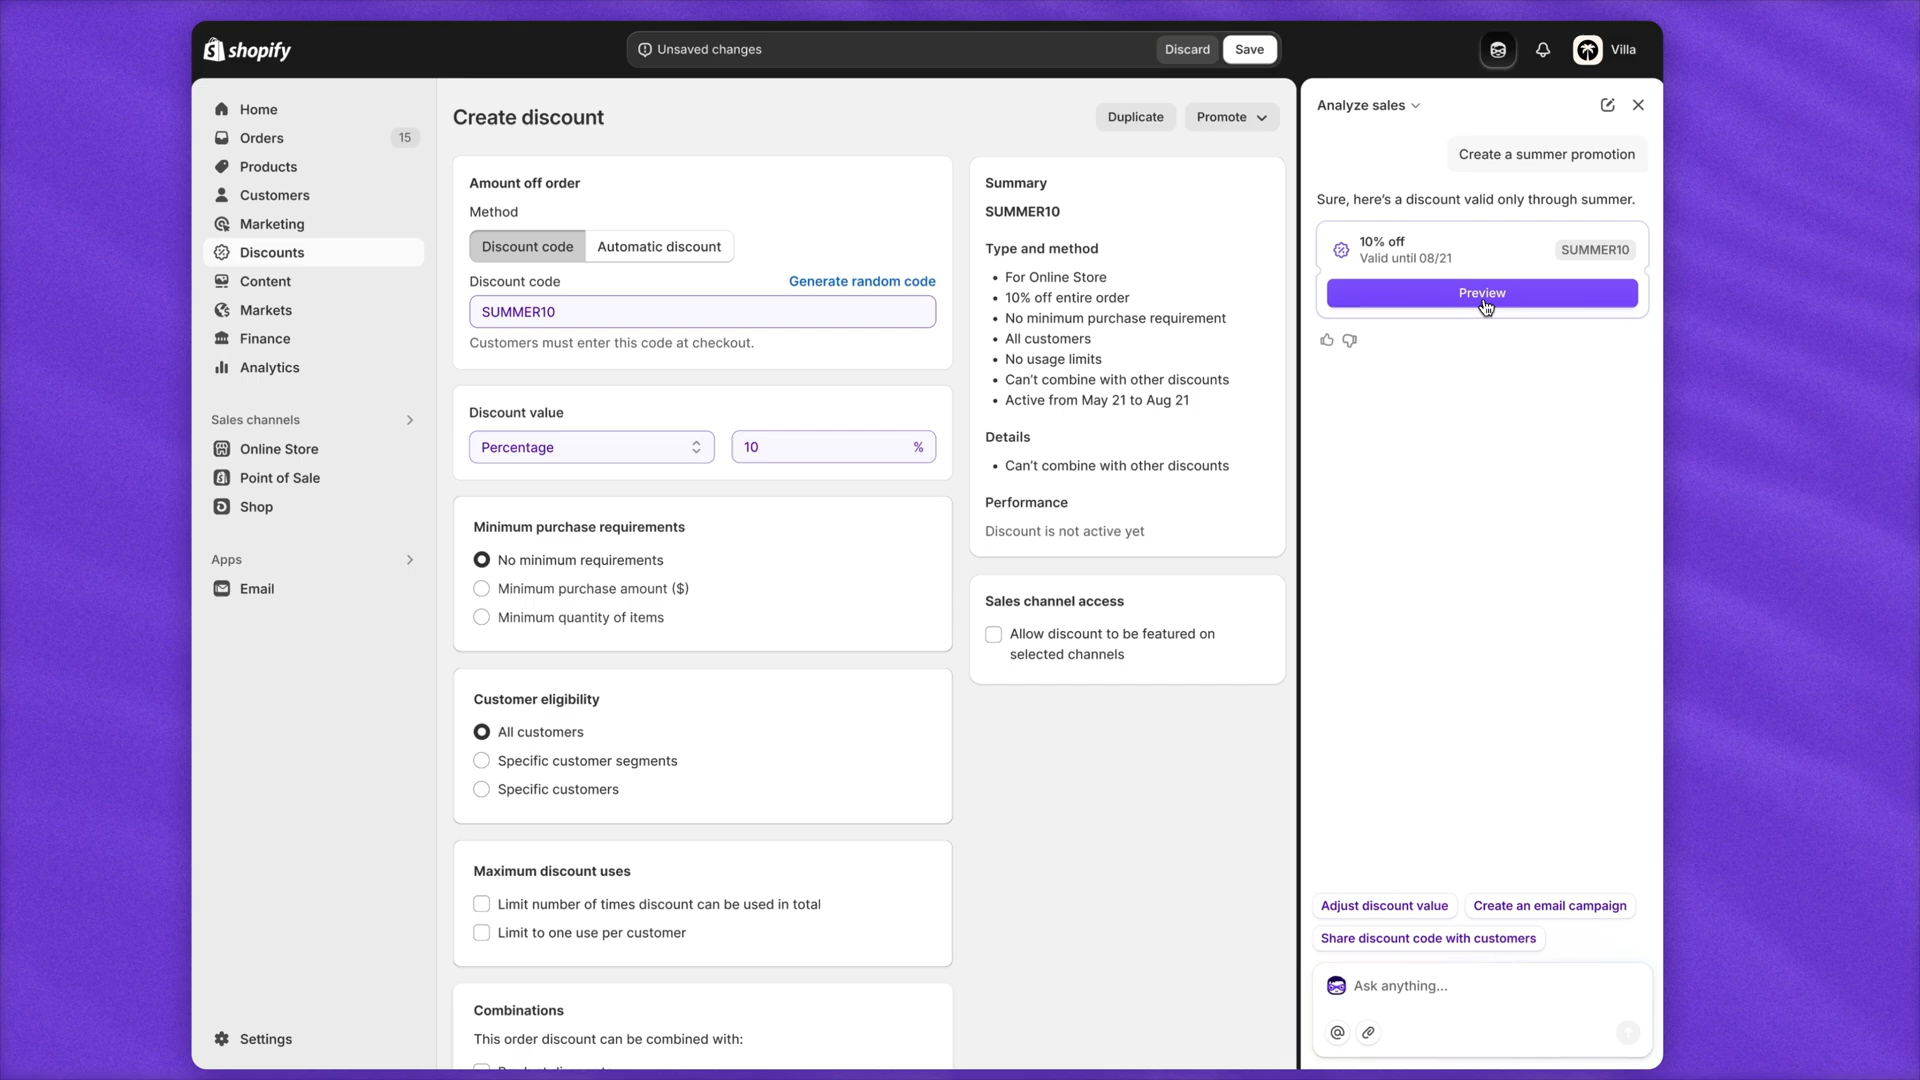 shopify
Unsaved changes
Discard
Save
Villa
Home
Orders
15
Products
Customers
Marketing
Discounts
Content
Markets
Finance
Analytics
Sales channels
Online Store
Point of Sale
Shop
Apps
Email
Settings
Create discount
Duplicate
Promote
Amount off order
Method
Discount code
Automatic discount
Discount code
Generate random code
SUMMER10
Customers must enter this code at checkout.
Discount value
Percentage
10
%
Minimum purchase requirements
No minimum requirements
Minimum purchase amount ($)
Minimum quantity of items
Customer eligibility
All customers
Specific customer segments
Specific customers
Maximum discount uses
Limit number of times discount can be used in total
Limit to one use per customer
Combinations
This order discount can be combined with:
Summary
SUMMER10
Type and method
• For Online Store
• 10% off entire order
• No minimum purchase requirement
• All customers
• No usage limits
• Can't combine with other discounts
• Active from May 21 to Aug 21
Details
• Can't combine with other discounts
Performance
Discount is not active yet
Sales channel access
Allow discount to be featured on
selected channels
Analyze sales
Create a summer promotion
Sure, here's a discount valid only through summer.
10% off
Valid until 08/21
SUMMER10
Preview
Adjust discount value
Create an email campaign
Share discount code with customers
Ask anything...